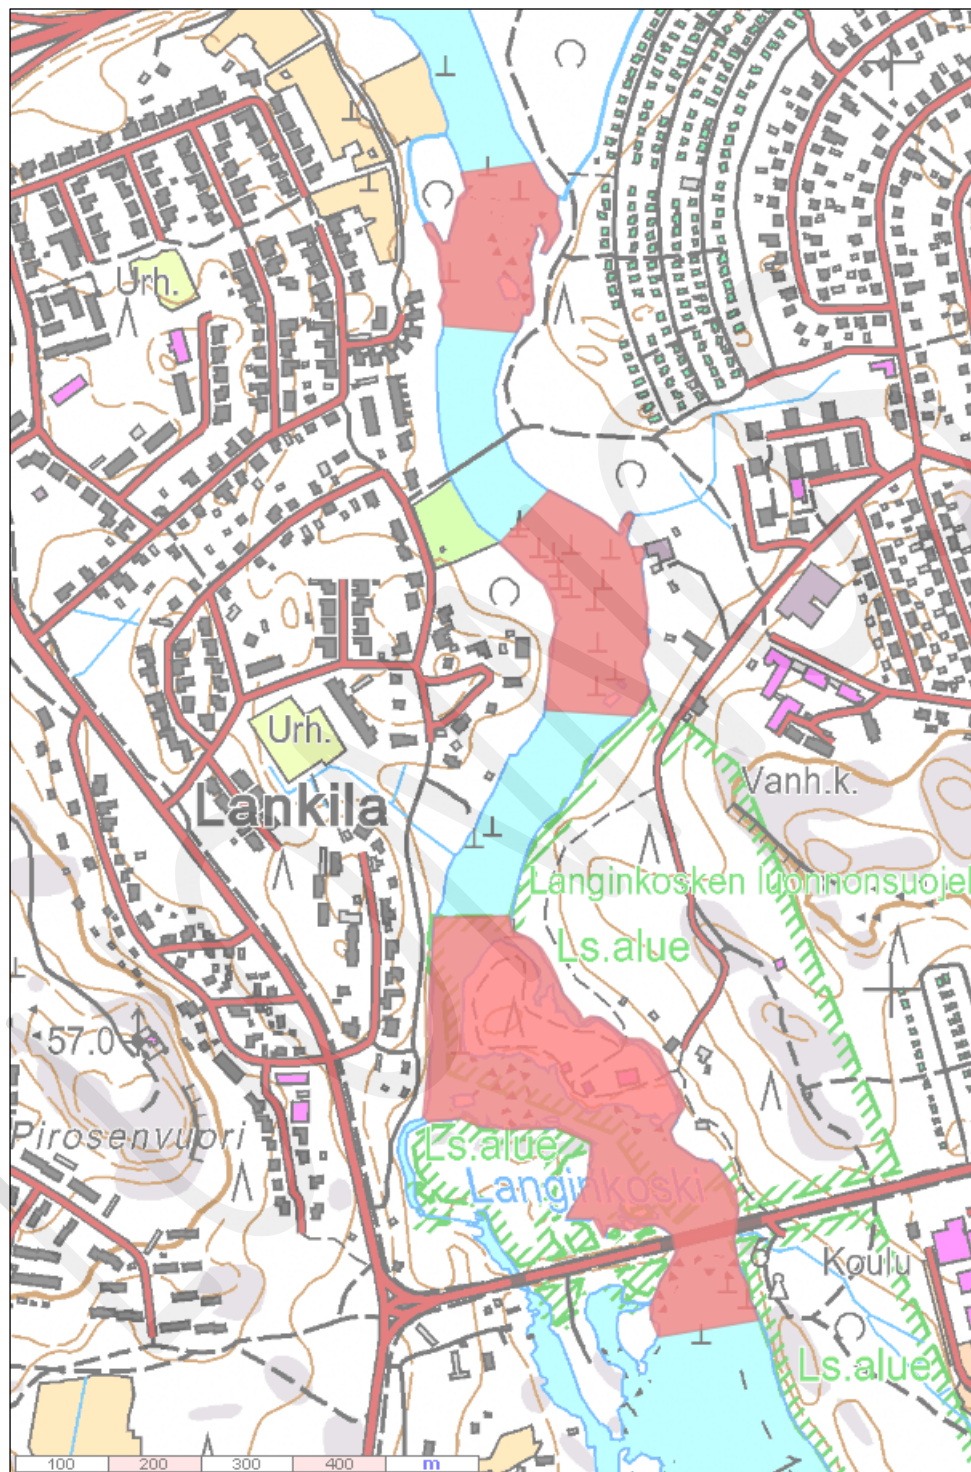 Urh.
Urh.
Lankila
Vanh.k.
Langinkosken luonnonsuojel
Ls.alue
57.0
Pirosenvuori
Ls.alue
Langinkoski
Koulu
Ls.alue
100 200 300 400 m